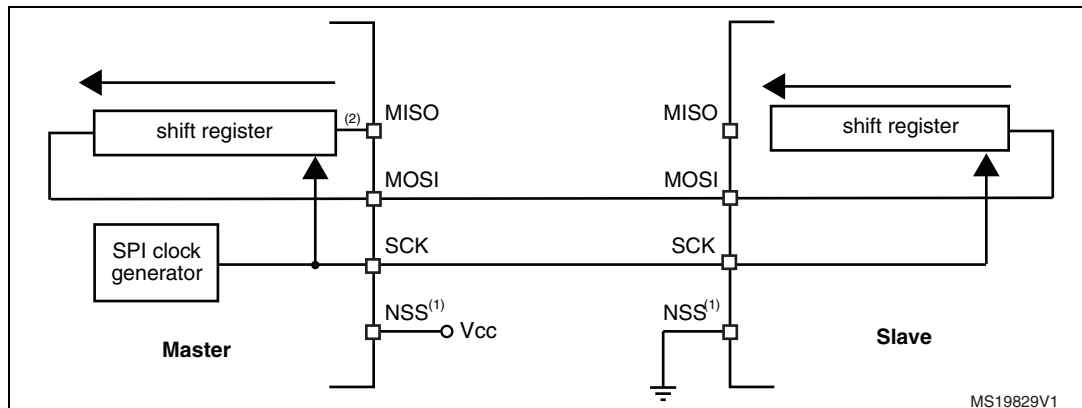 shift register
(2)
MISO
MISO
shift register
MOSI
MOSI
SPI clock
generator
SCK
SCK
NSS(1)
Vcc
NSS(1)
Master
Slave
MS19829V1